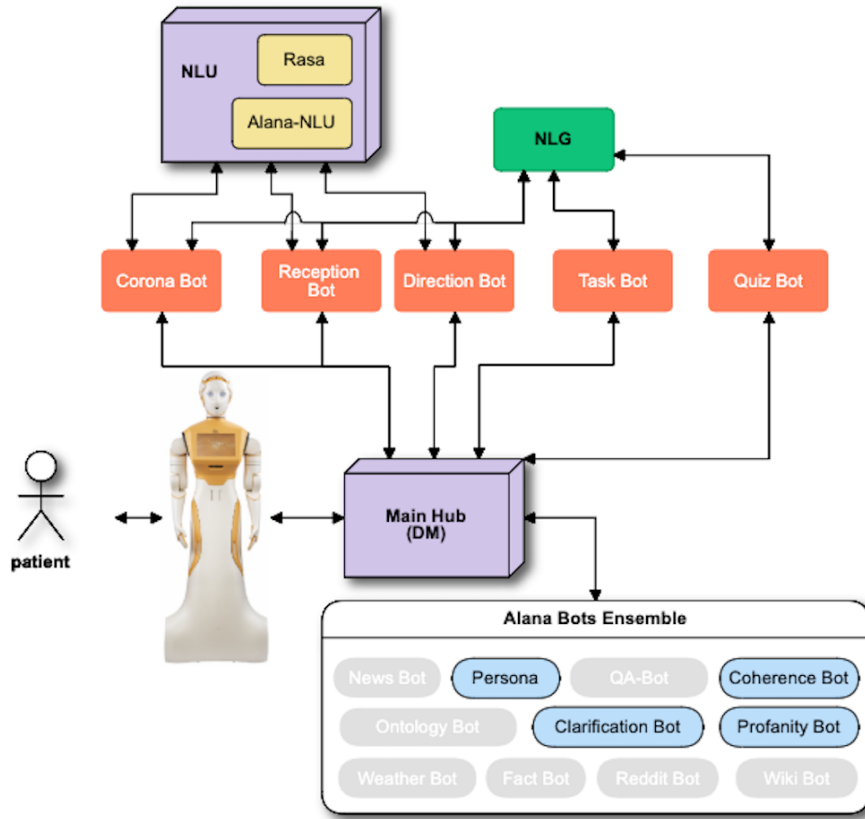 NLU
Rasa
Alana-NLU
NLG
Corona Bot
Reception
Bot
Direction Bot
Task Bot
Quiz Bot
patient
Main Hub
(DM)
Alana Bots Ensemble
News Bot
Persona
QA-Bot
Coherence Bot
Ontology Bot
Clarification Bot
Profanity Bot
Weather Bot
Fact Bot
Reddit Bot
Wiki Bot